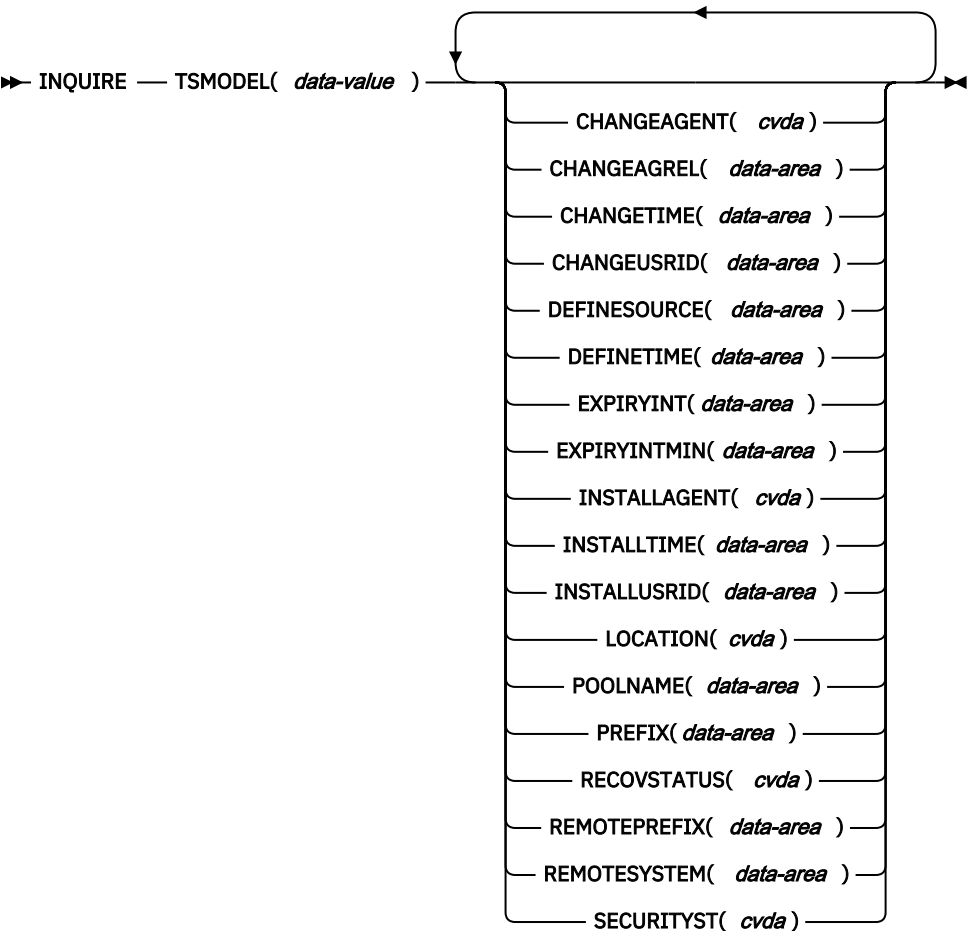 INQUIRE TSMODEL( data-value )
CHANGEAGENT( cvda )
CHANGEAGREL( data-area )
CHANGETIME( data-area )
CHANGEUSRID( data-area )
DEFINESOURCE( data-area )
DEFINETIME( data-area )
EXPIRYINT( data-area )
EXPIRYINTMIN( data-area )
INSTALLAGENT( cvda )
INSTALLTIME( data-area )
INSTALLUSRID( data-area )
LOCATION( cvda )
POOLNAME( data-area )
PREFIX( data-area )
RECOVSTATUS( cvda )
REMOTEPREFIX( data-area )
REMOTESYSTEM( data-area )
SECURITYST( cvda )